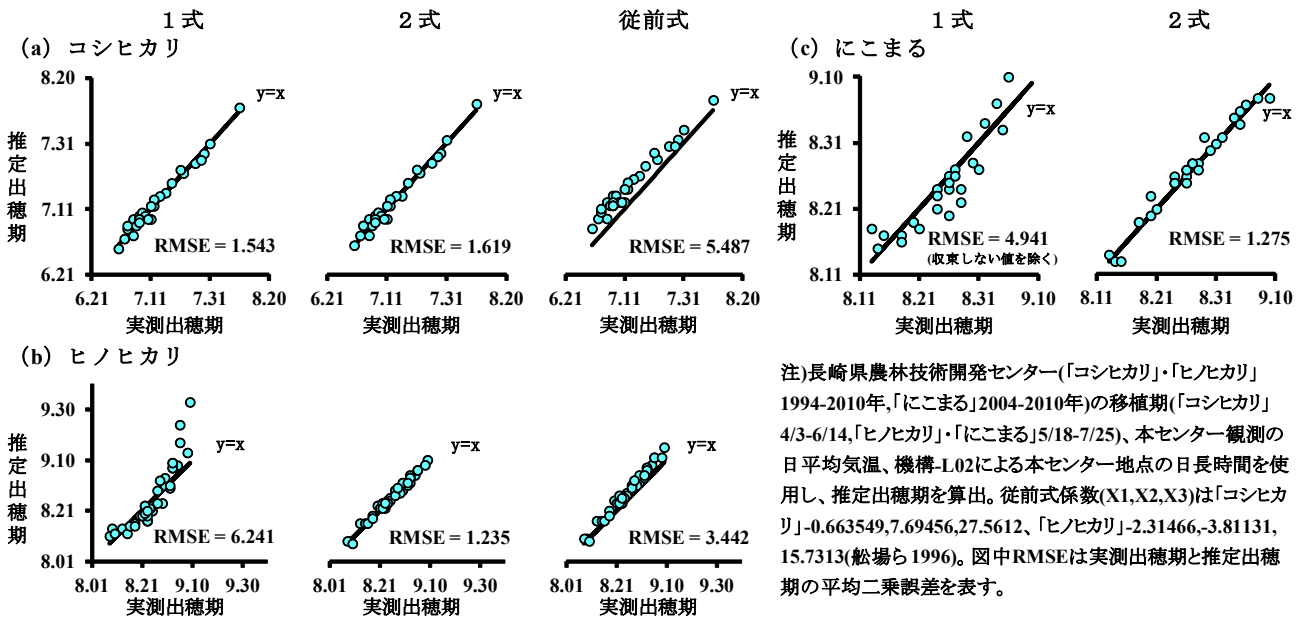 １式
２式
従前式
１式
２式
（a）コシヒカリ
（c）にこまる
8.20
7.31
7.11
6.21
推定出穂期
y=x
RMSE = 1.543
6.21 7.11 7.31 8.20
実測出穂期
y=x
RMSE = 1.619
6.21 7.11 7.31 8.20
実測出穂期
y=x
RMSE = 5.487
6.21 7.11 7.31 8.20
実測出穂期
9.10
8.31
8.21
8.11
推定出穂期
y=x
RMSE = 4.941
(収束しない値を除く)
8.11 8.21 8.31 9.10
実測出穂期
y=x
RMSE = 1.275
8.11 8.21 8.31 9.10
実測出穂期
（b）ヒノヒカリ
9.30
9.10
8.21
8.01
推定出穂期
y=x
RMSE = 6.241
8.01 8.21 9.10 9.30
実測出穂期
y=x
RMSE = 1.235
8.01 8.21 9.10 9.30
実測出穂期
y=x
RMSE = 3.442
8.01 8.21 9.10 9.30
実測出穂期
注)長崎県農林技術開発センター(「コシヒカリ」・「ヒノヒカリ」
1994-2010年,「にこまる」2004-2010年)の移植期(「コシヒカリ」
4/3-6/14,「ヒノヒカリ」・「にこまる」5/18-7/25)、本センター観測の
日平均気温、機構-L02による本センター地点の日長時間を使
用し、推定出穂期を算出。従前式係数(X1,X2,X3)は「コシヒカ
リ」-0.663549,7.69456,27.5612、「ヒノヒカリ」-2.31466,-3.81131,
15.7313(舩場ら1996)。図中RMSEは実測出穂期と推定出穂
期の平均二乗誤差を表す。